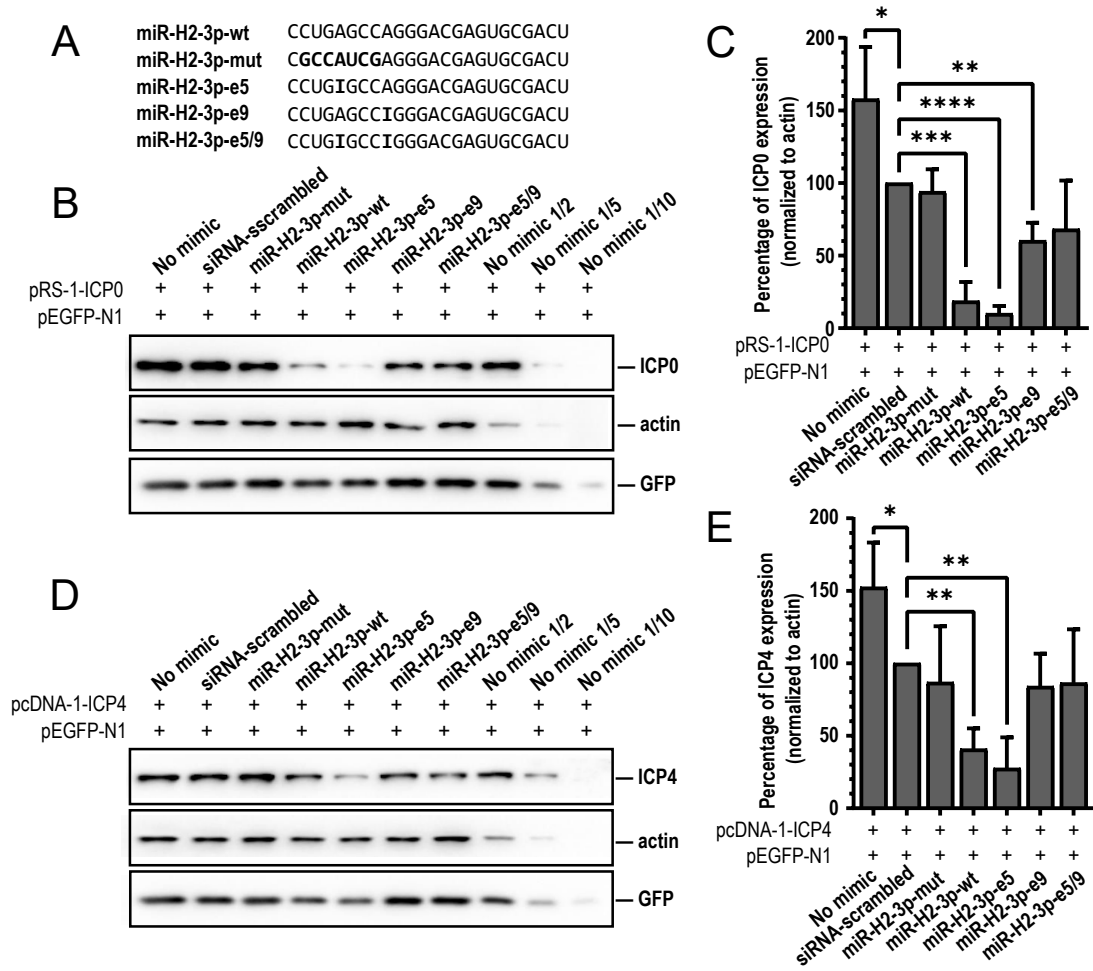 A
miR-H2-3p-wt CCUGAGCCAGGGACGAGUGCGACU
miR-H2-3p-mut CGCCAUCGAGGGACGAGUGCGACU
miR-H2-3p-e5 CCUGIGCCAGGGACGAGUGCGACU
miR-H2-3p-e9 CCUGAGCCIGGGACGAGUGCGACU
miR-H2-3p-e5/9 CCUGIGCCIGGGACGAGUGCGACU
B
No mimic
siRNA-sscrambled
miR-H2-3p-mut
miR-H2-3p-wt
miR-H2-3p-e5
miR-H2-3p-e9
miR-H2-3p-e5/9
No mimic 1/2
No mimic 1/5
No mimic 1/10
pRS-1-ICP0 + + + + + + + + + +
pEGFP-N1 + + + + + + + + + +
ICP0
actin
GFP
C
Percentage of ICP0 expression
(normalized to actin)
200
150
100
50
0
*
**
****
***
pRS-1-ICP0 + + + + + + +
pEGFP-N1 + + + + + + +
No mimic
siRNA-scrambled
miR-H2-3p-mut
miR-H2-3p-wt
miR-H2-3p-e5
miR-H2-3p-e9
miR-H2-3p-e5/9
D
No mimic
siRNA-scrambled
miR-H2-3p-mut
miR-H2-3p-wt
miR-H2-3p-e5
miR-H2-3p-e9
miR-H2-3p-e5/9
No mimic 1/2
No mimic 1/5
No mimic 1/10
pcDNA-1-ICP4 + + + + + + + + + +
pEGFP-N1 + + + + + + + + + +
ICP4
actin
GFP
E
Percentage of ICP4 expression
(normalized to actin)
200
150
100
50
0
*
**
**
pcDNA-1-ICP4 + + + + + + +
pEGFP-N1 + + + + + + +
No mimic
siRNA-scrambled
miR-H2-3p-mut
miR-H2-3p-wt
miR-H2-3p-e5
miR-H2-3p-e9
miR-H2-3p-e5/9